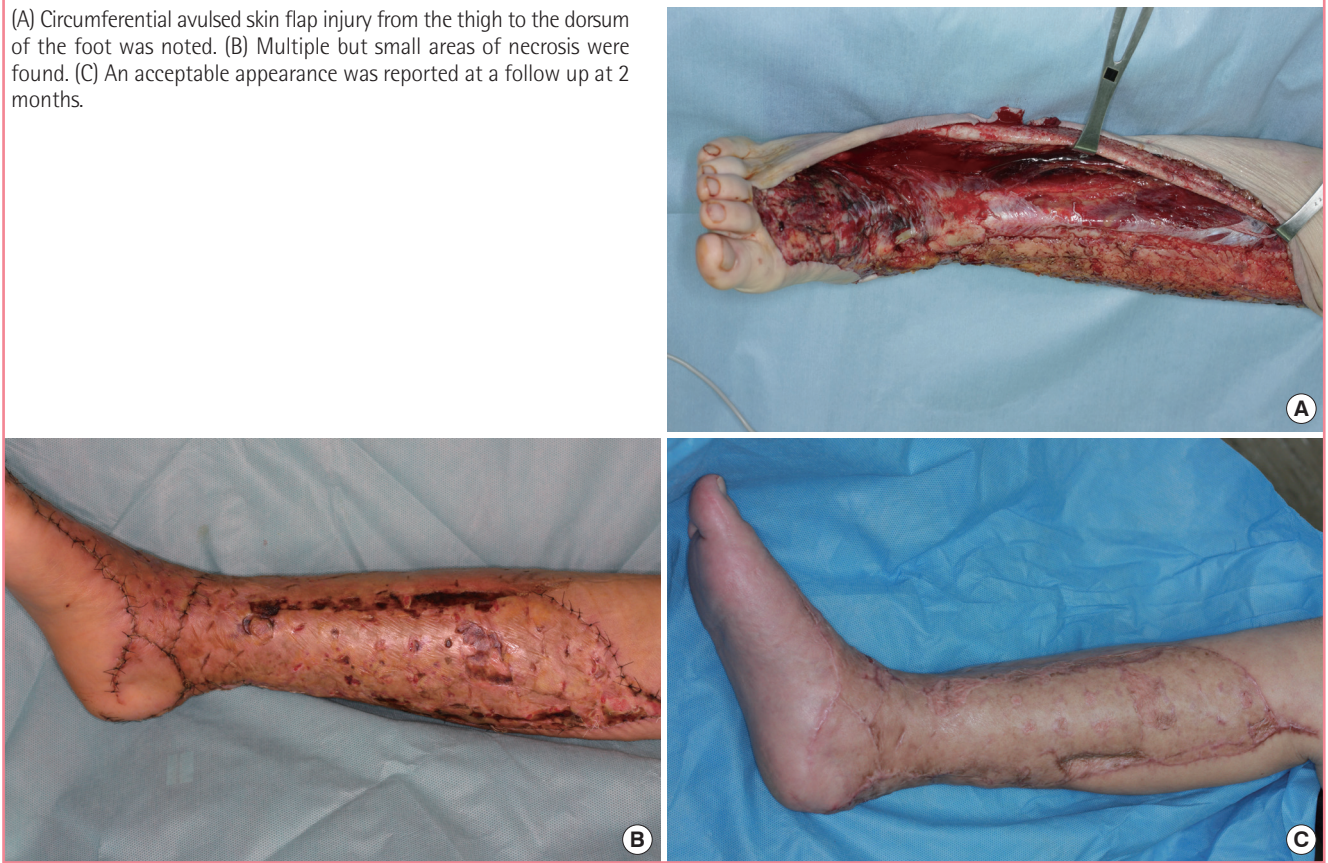 (A) Circumferential avulsed skin flap injury from the thigh to the dorsum
of the foot was noted. (B) Multiple but small areas of necrosis were
found. (C) An acceptable appearance was reported at a follow up at 2
months.
A
B
C